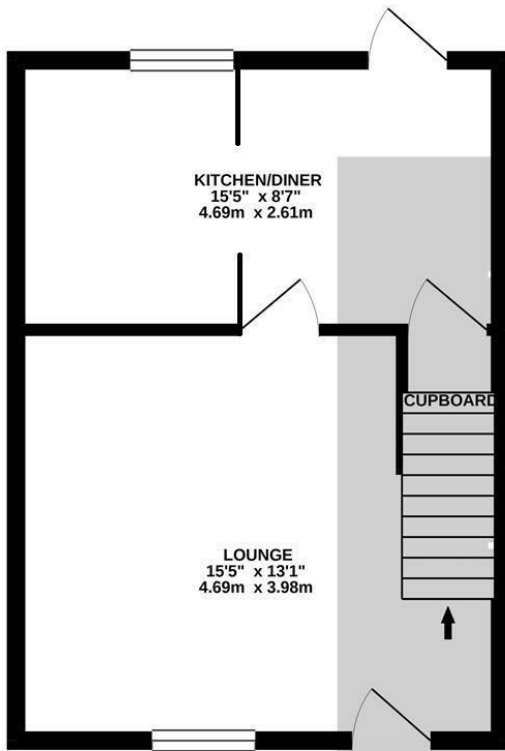 KITCHEN/DINER
15'5" x 8'7"
4.69m x 2.61m
CUPBOARD
LOUNGE
15'5" x 13'1"
4.69m x 3.98m